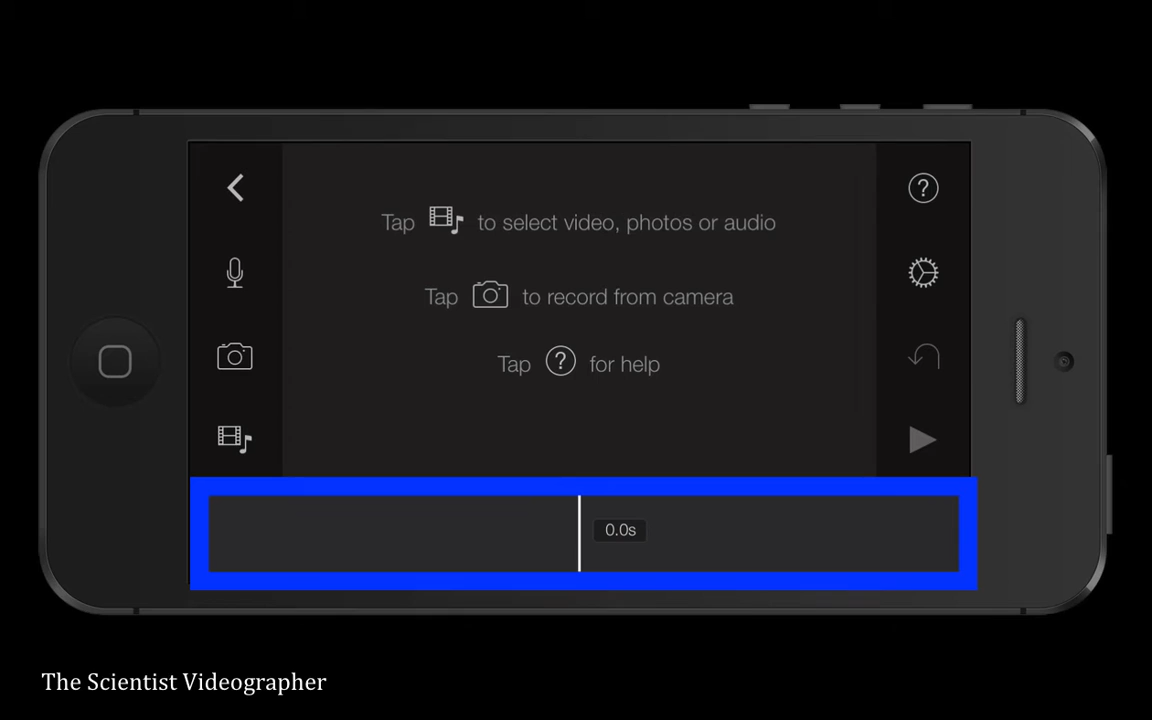 Tap to select video, photos or audio
Tap to record from camera
Tap ? for help
?
0.0s
The Scientist Videographer